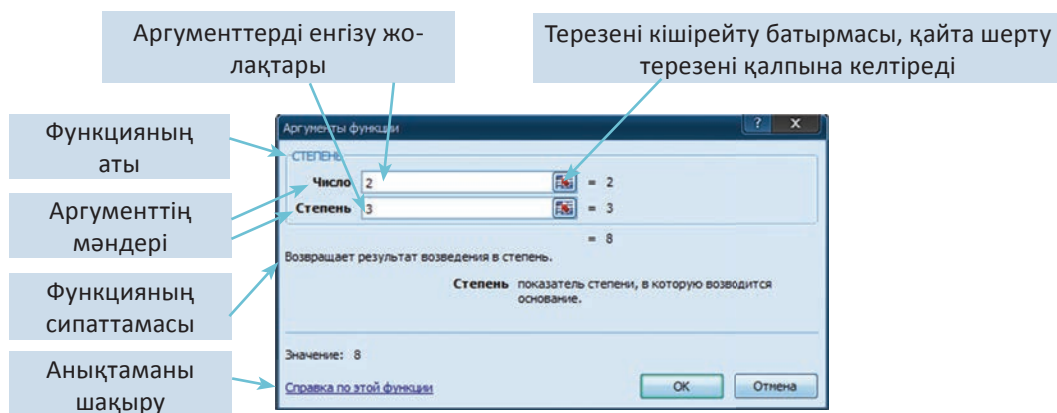 Аргументтерді енгізу жо-
лақтары
Терезені кішірейту батырмасы, қайта шерту
терезені қалпына келтіреді
Функцияның
аты
Аргументтің
мәндері
Функцияның
сипаттамасы
Анықтаманы
шақыру
Аргументы функции
? X
СТЕПЕНЬ
Число 2 = 2
Степень 3 = 3
= 8
Возвращает результат возведения в степень.
Степень показатель степени, в которую возводится
основание.
Значение: 8
Справка по этой функции
ОК Отмена